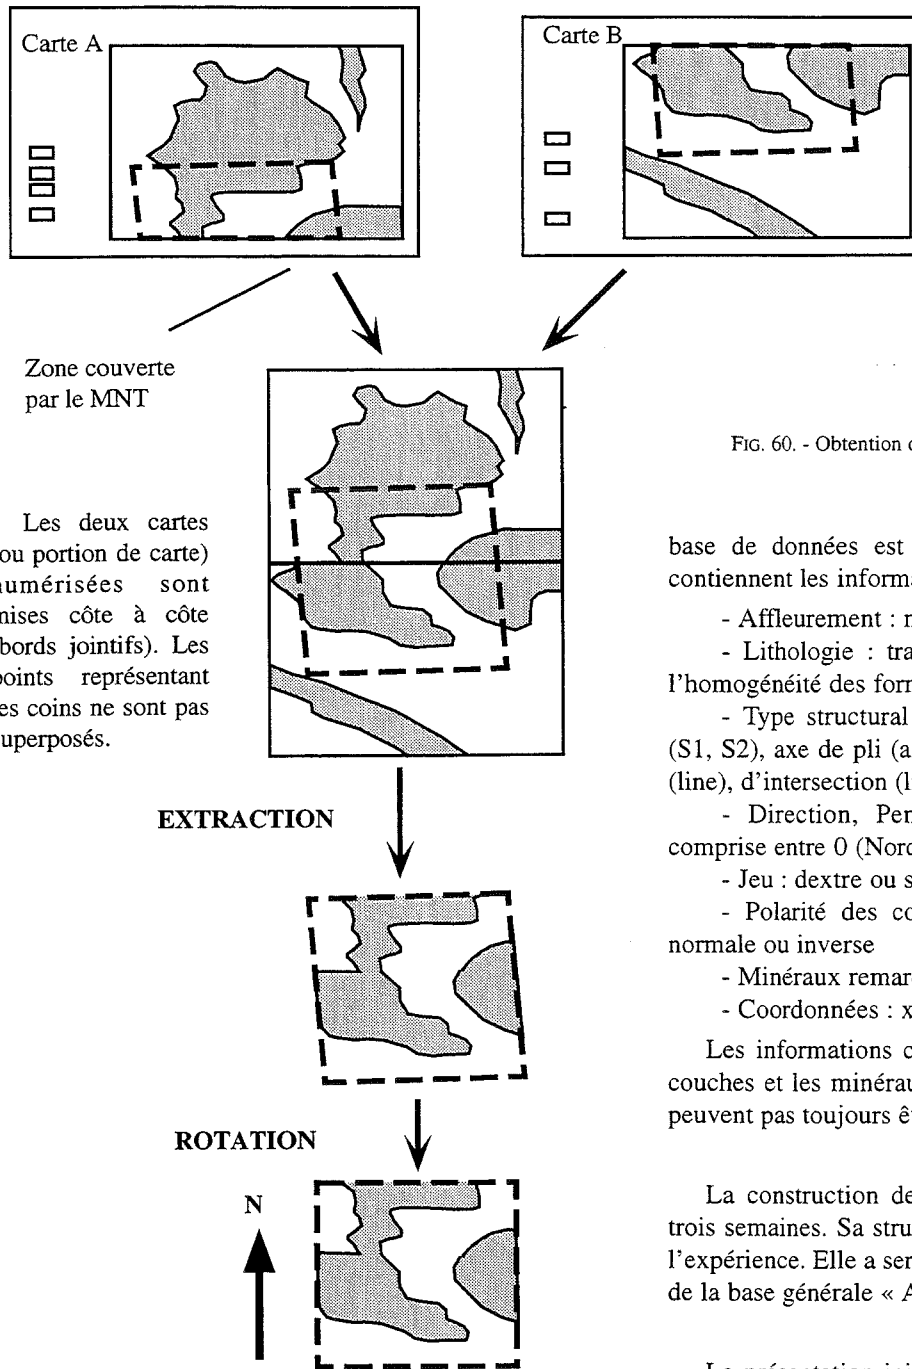 Carte A
Carte B
Zone couverte
par le MNT
Les deux cartes
ou portion de carte)
umérisées sont
mises côte à côte
bords jointifs). Les
points représentant
es coins ne sont pas
uperposés.
EXTRACTION
ROTATION
N
FIG. 60. - Obtention
base de données est
contiennent les informa
- Affleurement :
- Lithologie : tra
l'homogénéité des for
- Type structural
(S1, S2), axe de pli (a
(line), d'intersection (l
- Direction, Pen
comprise entre 0 (Nord
- Jeu : dextre ou s
- Polarité des co
normale ou inverse
- Minéraux remar
- Coordonnées : x
Les informations c
couches et les minérau
peuvent pas toujours ê
La construction de
trois semaines. Sa stru
l'expérience. Elle a ser
de la base générale « A